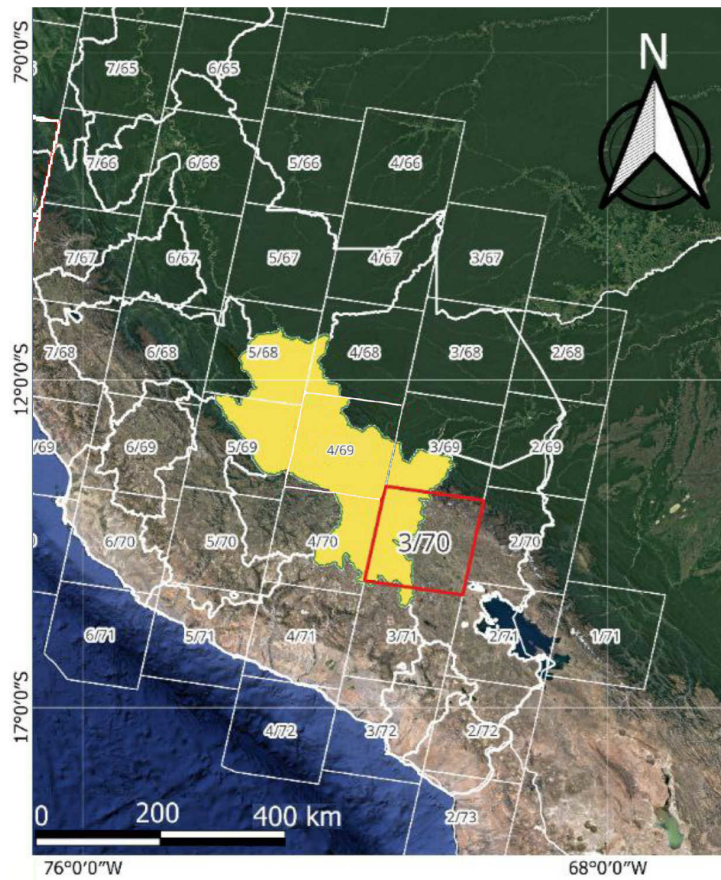 7°0'0"S
N
7/65 6/65
7/66 6/66 5/66 4/66
7/67 6/67 5/67 4/67 3/67
7/68 6/68 5/68 4/68 3/68 2/68
12°0'0"S
/69 6/69 5/69 4/69 3/69 2/69
6/70 5/70 4/70 3/70 2/70
6/71 5/71 4/71 3/71 2/71 1/71
17°0'0"S
4/72 3/72 2/72
0 200 400 km
2/73
76°0'0"W 68°0'0"W